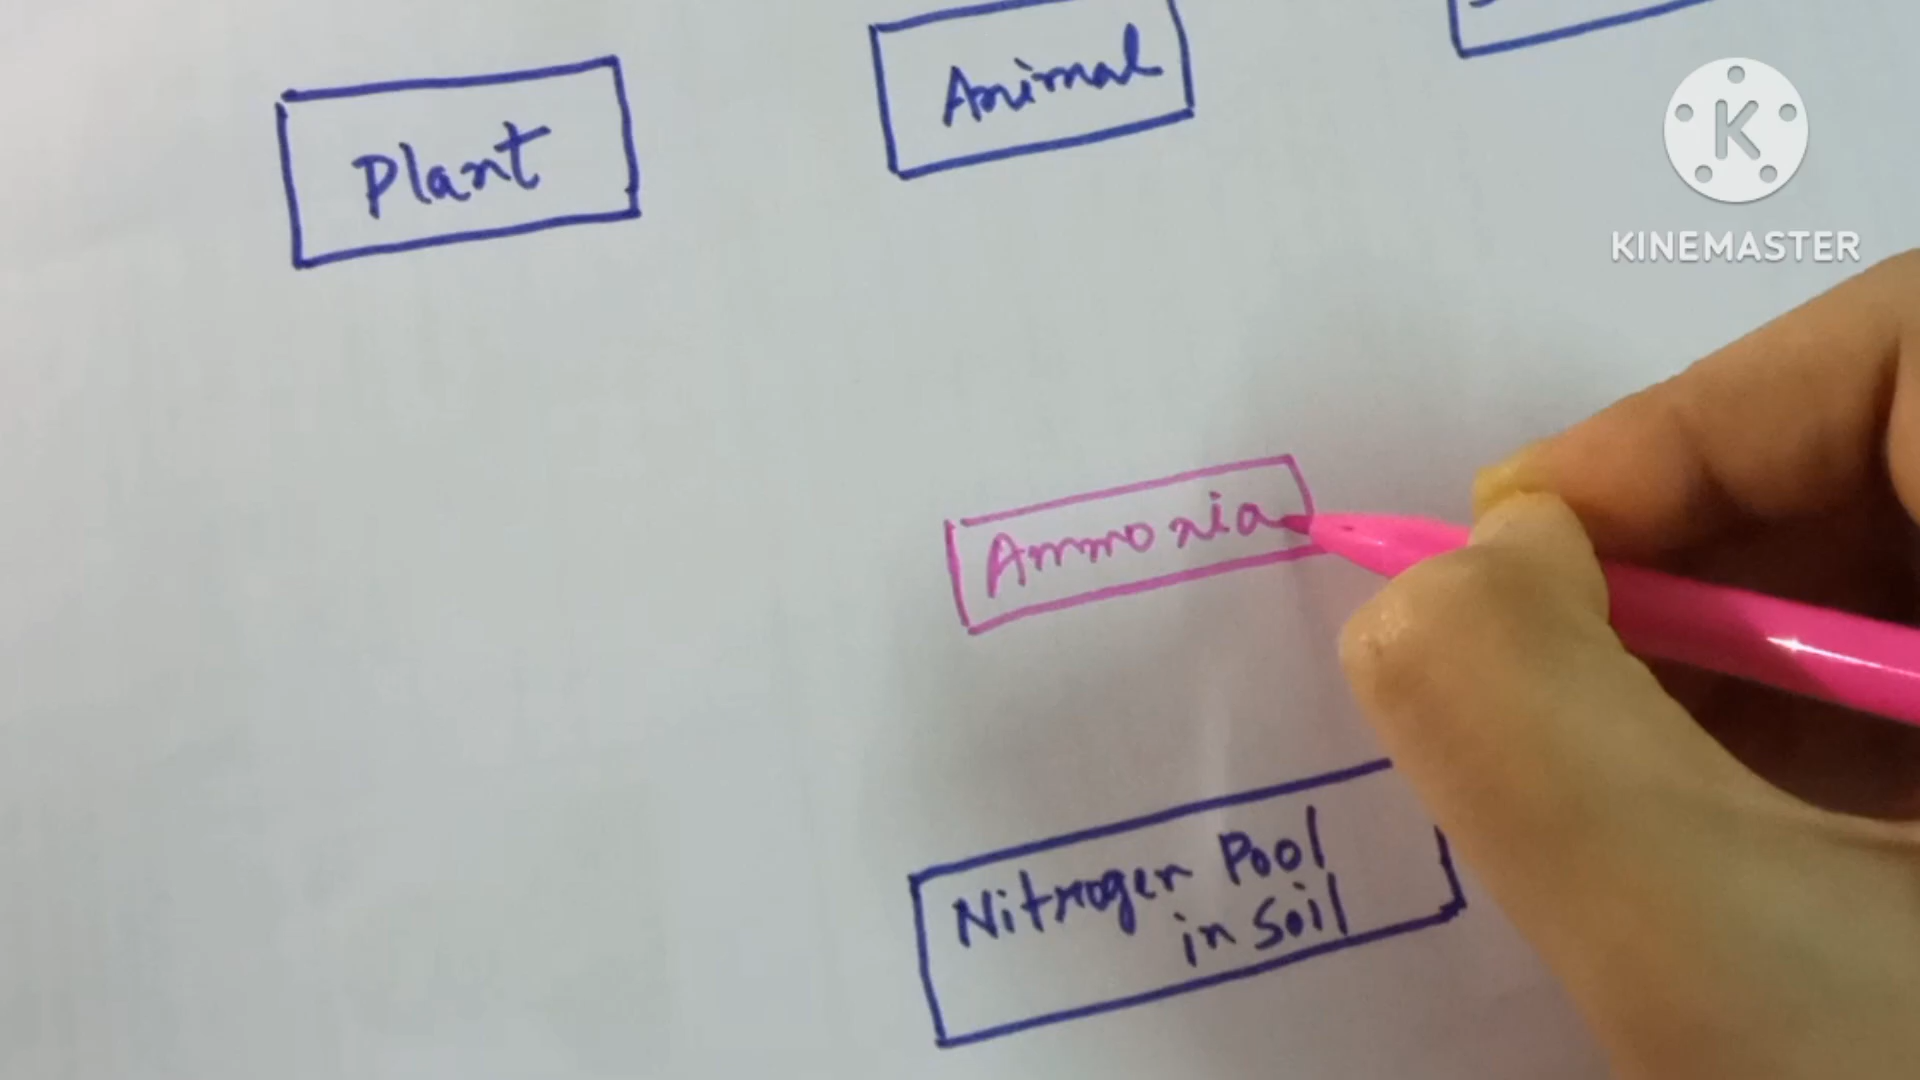 Plant
Animal
K
KINEMASTER
Ammonia
Nitrogen Pool
in Soil